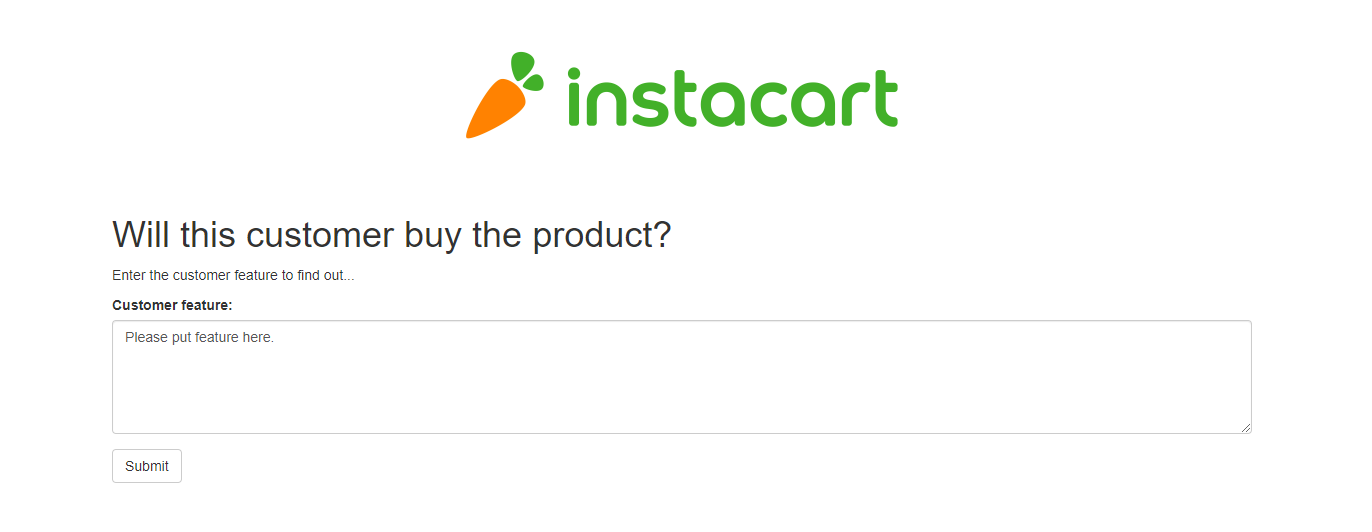 instacart
Will this customer buy the product?
Enter the customer feature to find out...
Customer feature:
Please put feature here.
Submit